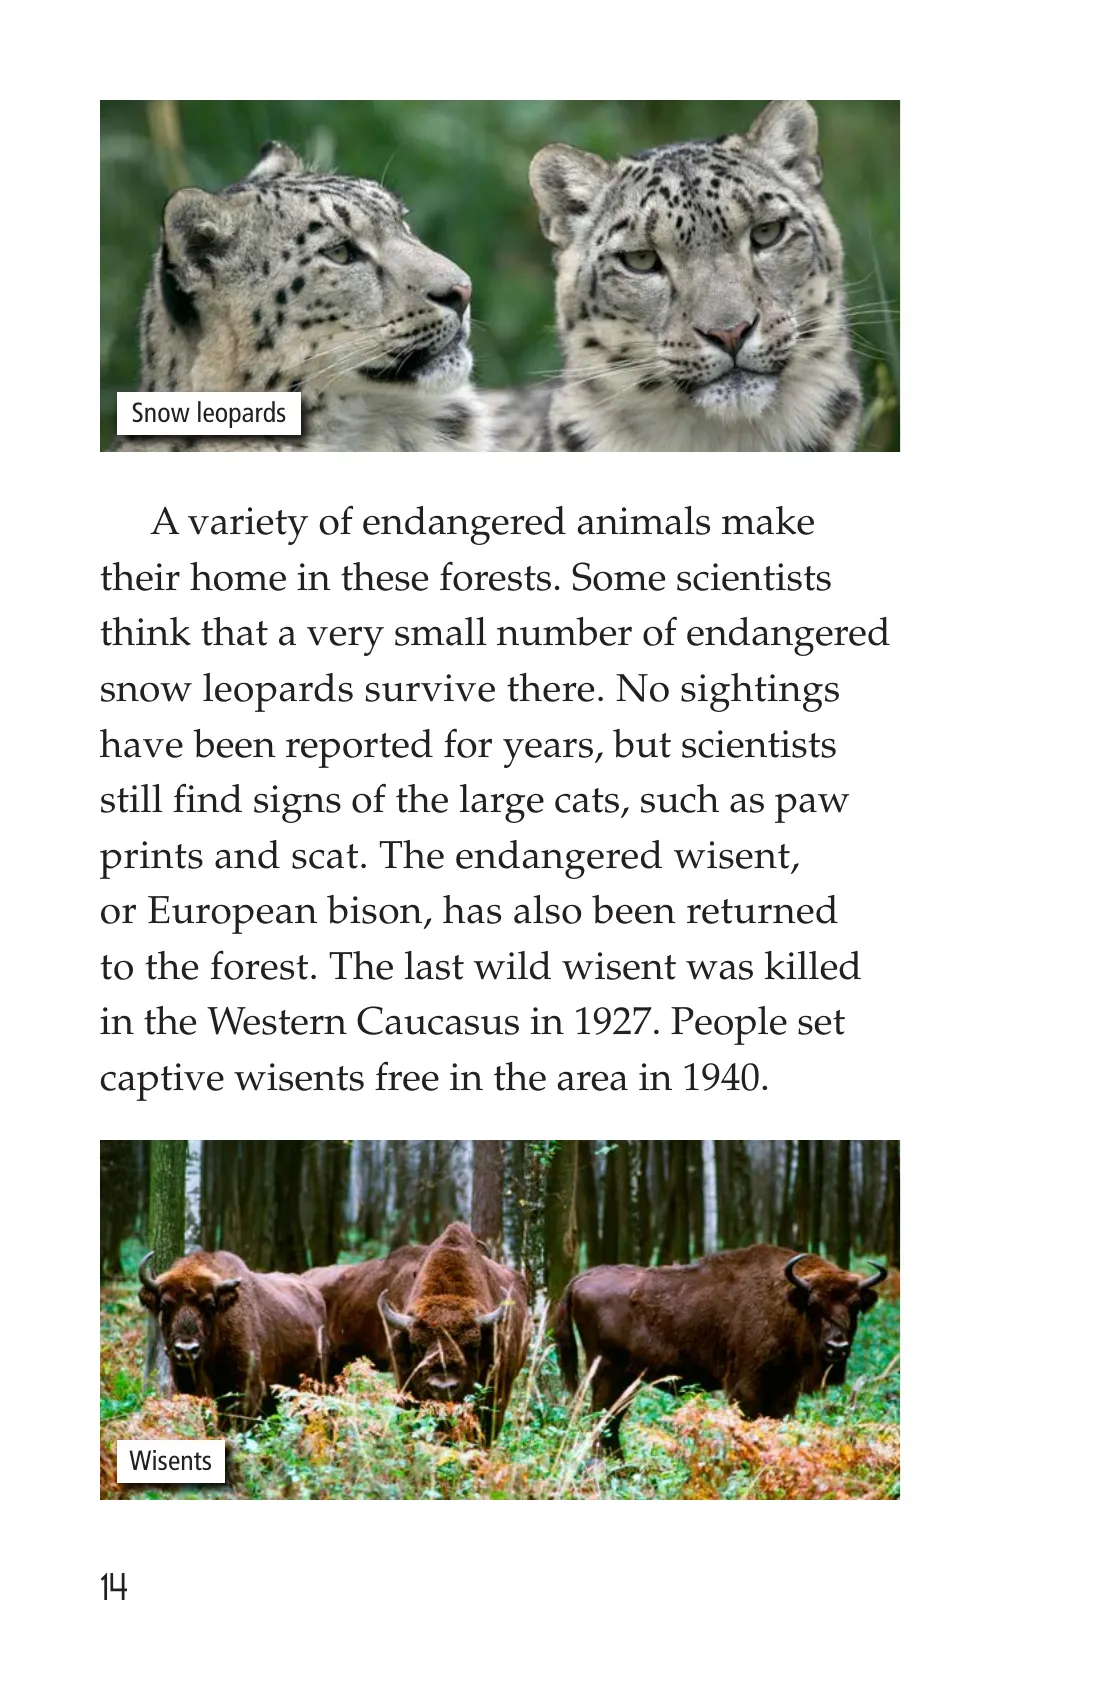 Snow leopards
A variety of endangered animals make
their home in these forests. Some scientists
think that a very small number of endangered
snow leopards survive there. No sightings
have been reported for years, but scientists
still find signs of the large cats, such as paw
prints and scat. The endangered wisent,
or European bison, has also been returned
to the forest. The last wild wisent was killed
in the Western Caucasus in 1927. People set
captive wisents free in the area in 1940.
Wisents
14